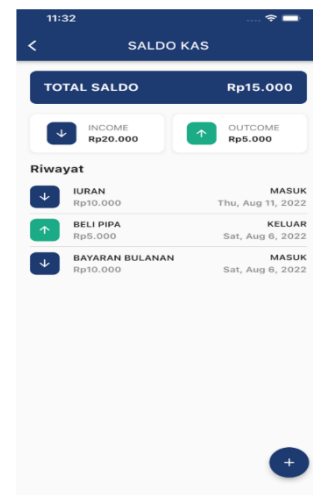 11:32
SALDO KAS
TOTAL SALDO Rp15.000
INCOME OUTCOME
Rp20.000 Rp5.000
Riwayat
IURAN MASUK
Rp10.000 Thu, Aug 11, 2022
BELI PIPA KELUAR
Rp5.000 Sat, Aug 6, 2022
BAYARAN BULANAN MASUK
Rp10.000 Sat, Aug 6, 2022